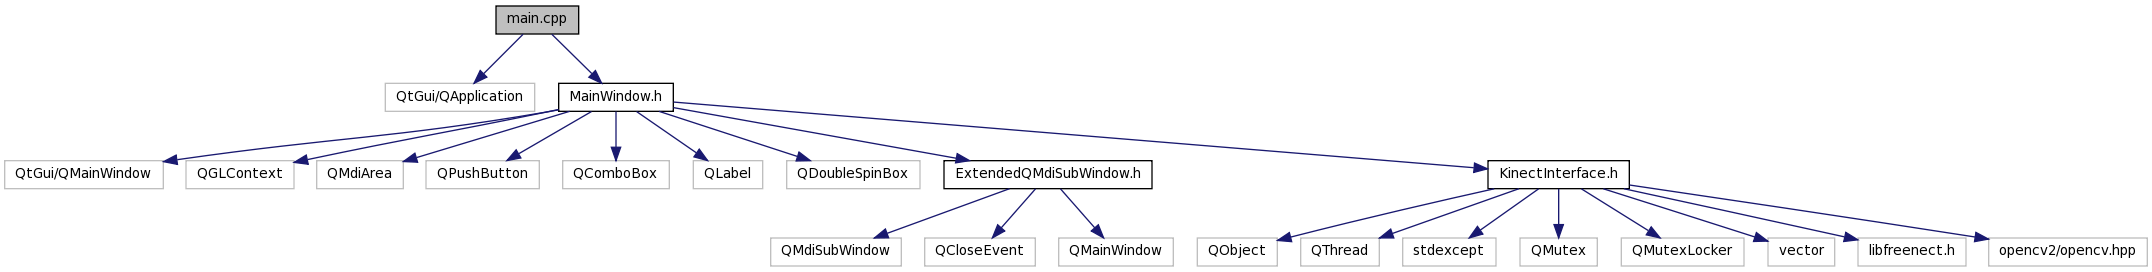 main.cpp
QtGui/QApplication
MainWindow.h
QtGui/QMainWindow
QGLContext
QMdiArea
QPushButton
QComboBox
QLabel
QDoubleSpinBox
ExtendedQMdiSubWindow.h
KinectInterface.h
QMdiSubWindow
QCloseEvent
QMainWindow
QObject
QThread
stdexcept
QMutex
QMutexLocker
vector
libfreenect.h
opencv2/opencv.hpp